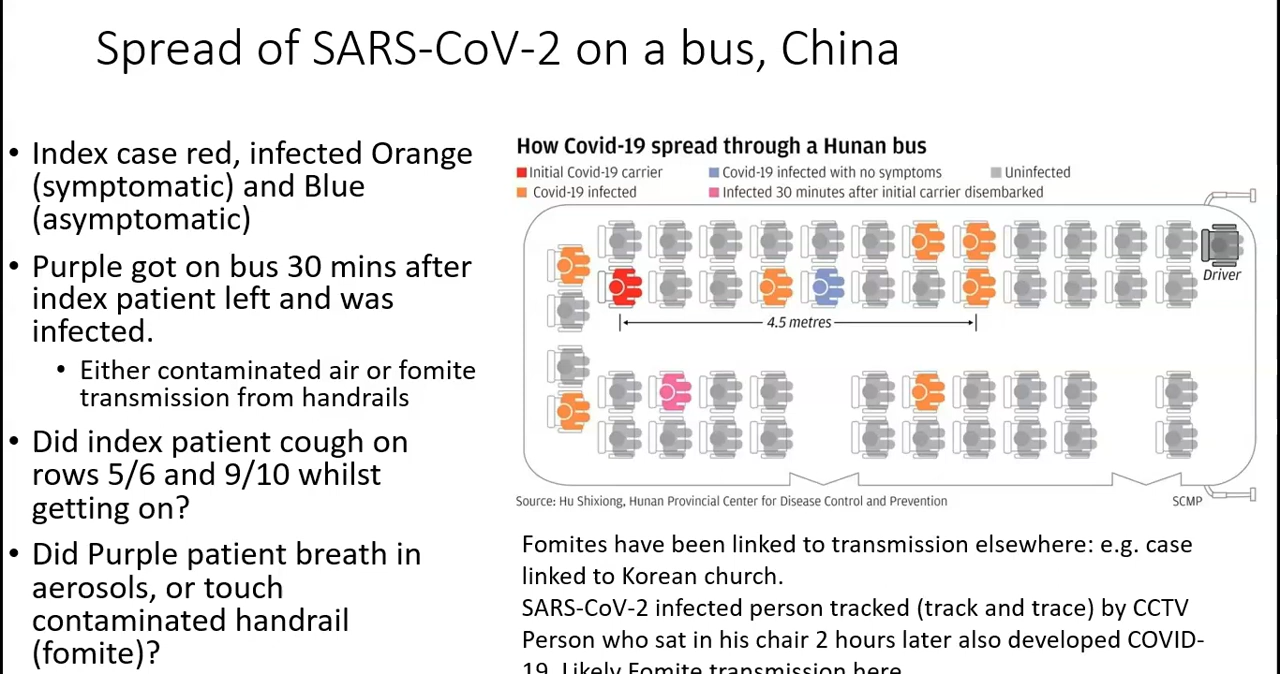 Spread of SARS-CoV-2 on a bus, China
• Index case red, infected Orange
(symptomatic) and Blue
(asymptomatic)
• Purple got on bus 30 mins after
index patient left and was
infected.
• Either contaminated air or fomite
transmission from handrails
• Did index patient cough on
rows 5/6 and 9/10 whilst
getting on?
• Did Purple patient breath in
aerosols, or touch
contaminated handrail
(fomite)?
How Covid-19 spread through a Hunan bus
Initial Covid-19 carrier
Covid-19 infected with no symptoms
Uninfected
Covid-19 infected
Infected 30 minutes after initial carrier disembarked
Driver
4.5 metres
Source: Hu Shixiong, Hunan Provincial Center for Disease Control and Prevention
SCMP
Fomites have been linked to transmission elsewhere: e.g. case
linked to Korean church.
SARS-CoV-2 infected person tracked (track and trace) by CCTV
Person who sat in his chair 2 hours later also developed COVID-
19. Likely Fomite transmission here